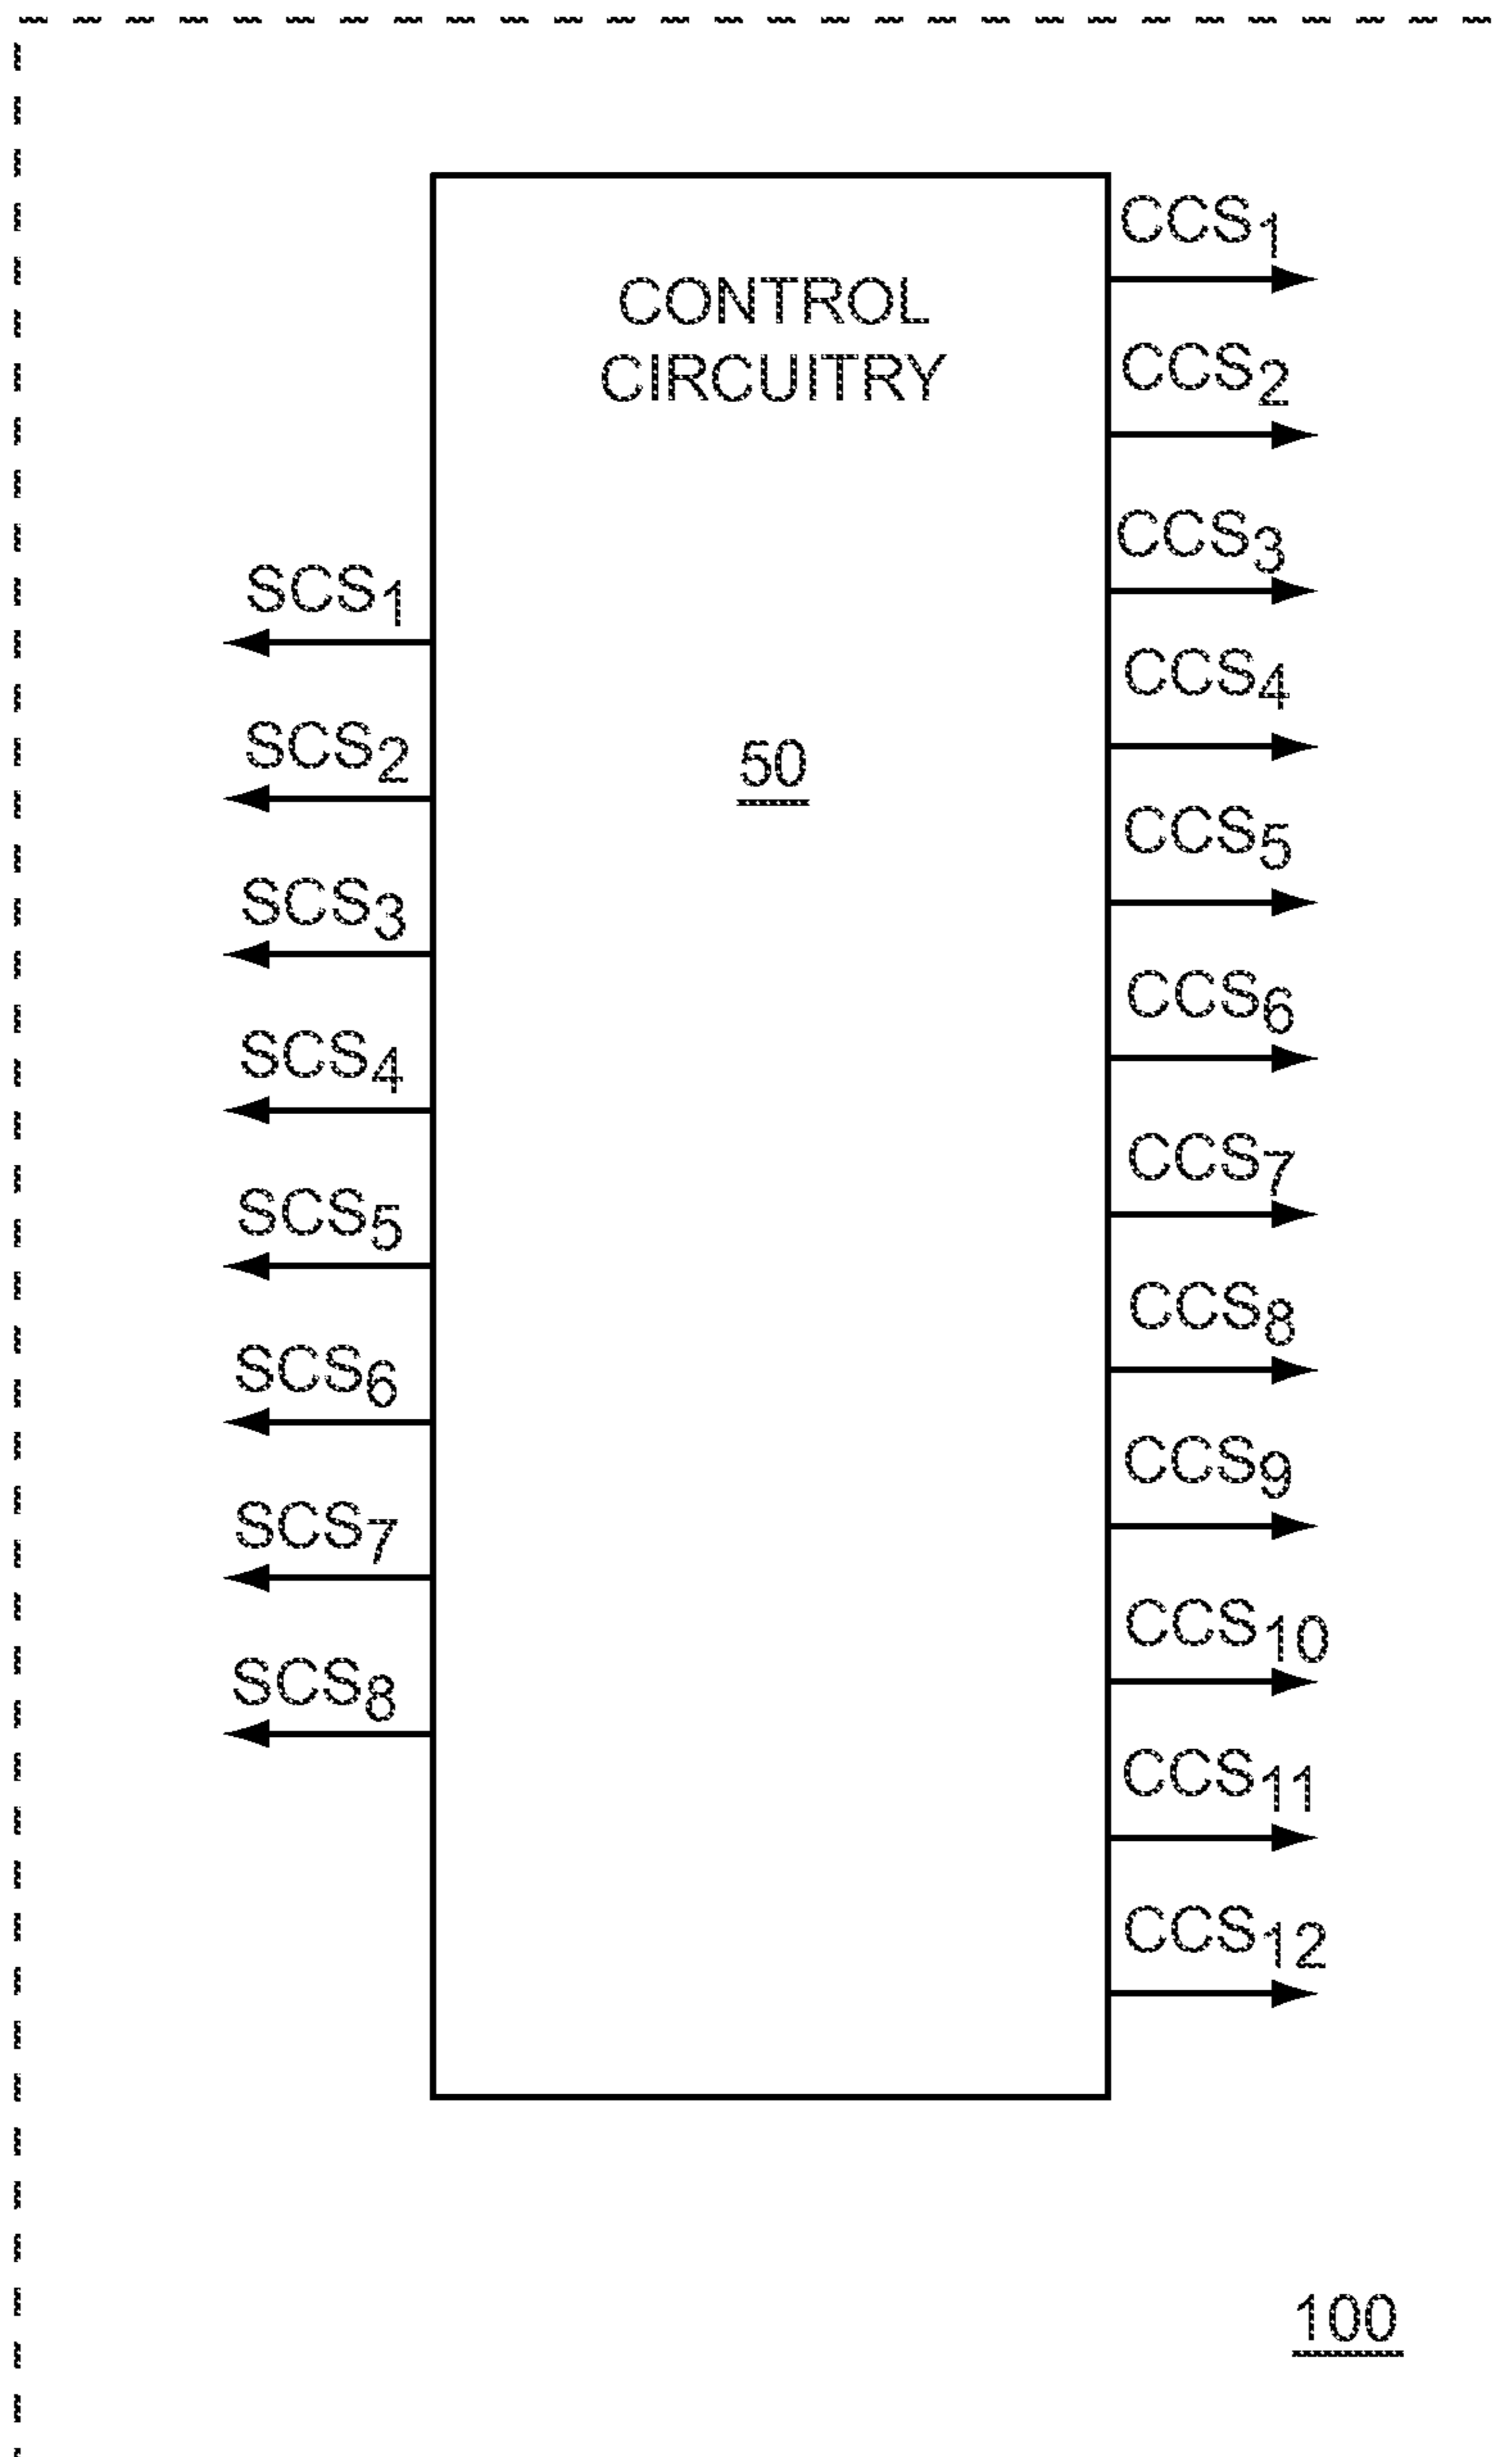 CONTROL
CIRCUITRY
50
SCS₁
SCS₂
SCS₃
SCS₄
SCS₅
SCS₆
SCS₇
SCS₈
CCS₁
CCS₂
CCS₃
CCS₄
CCS₅
CCS₆
CCS₇
CCS₈
CCS₉
CCS₁₀
CCS₁₁
CCS₁₂
100